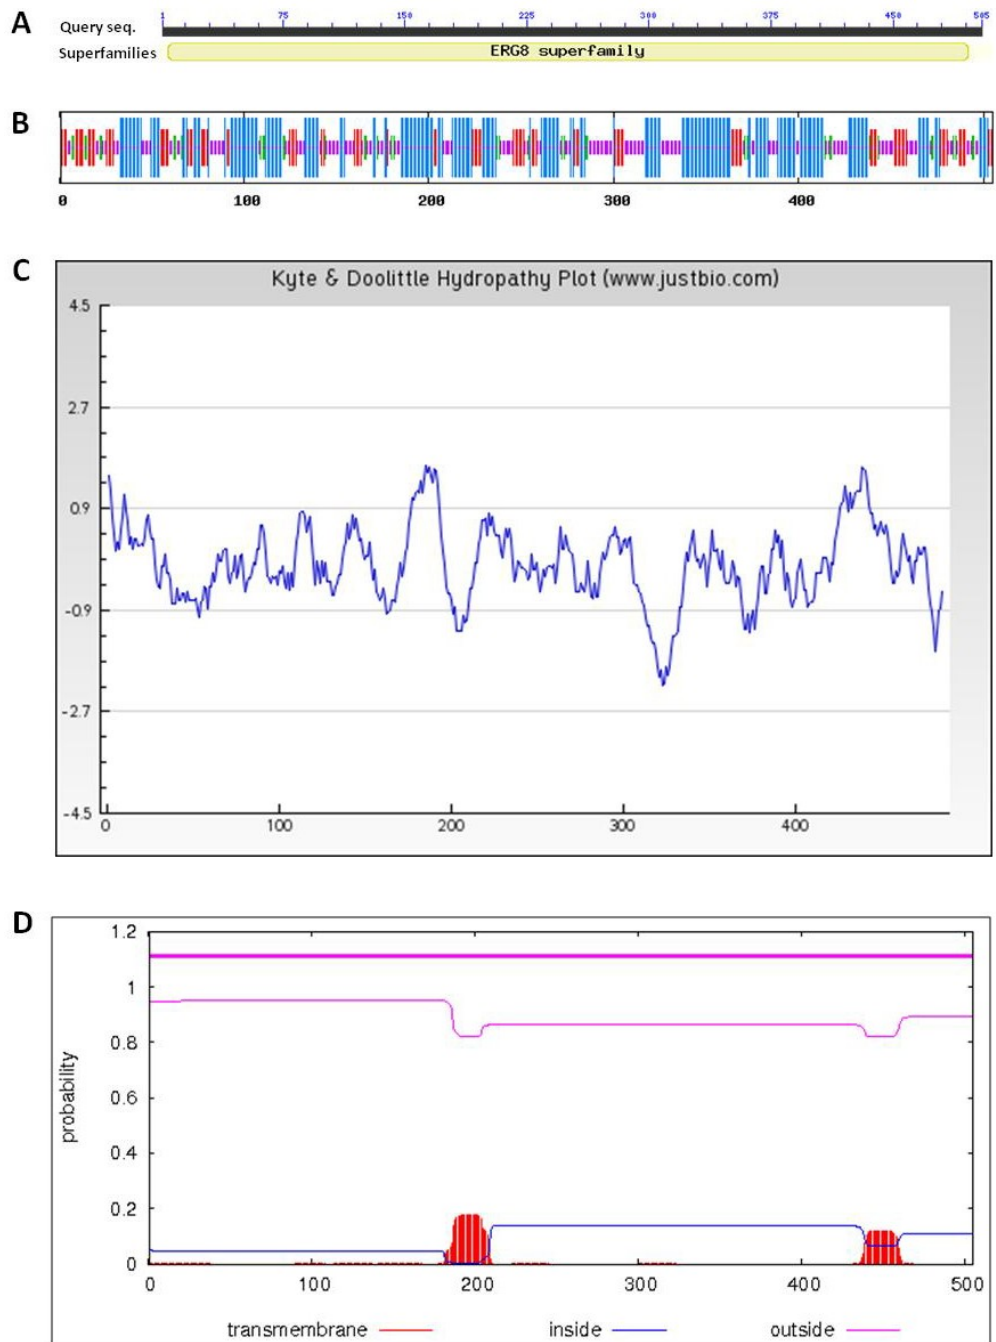 A
Query seq.
1 75 150 225 300 375 450 505
Superfamilies
ERG8 superfamily
B
0 100 200 300 400
C
Kyte & Doolittle Hydropathy Plot (www.justbio.com)
4.5
2.7
0.9
-0.9
-2.7
-4.5
0 100 200 300 400
D
1.2
1
0.8
0.6
0.4
0.2
0
probability
0 100 200 300 400 500
transmembrane inside outside